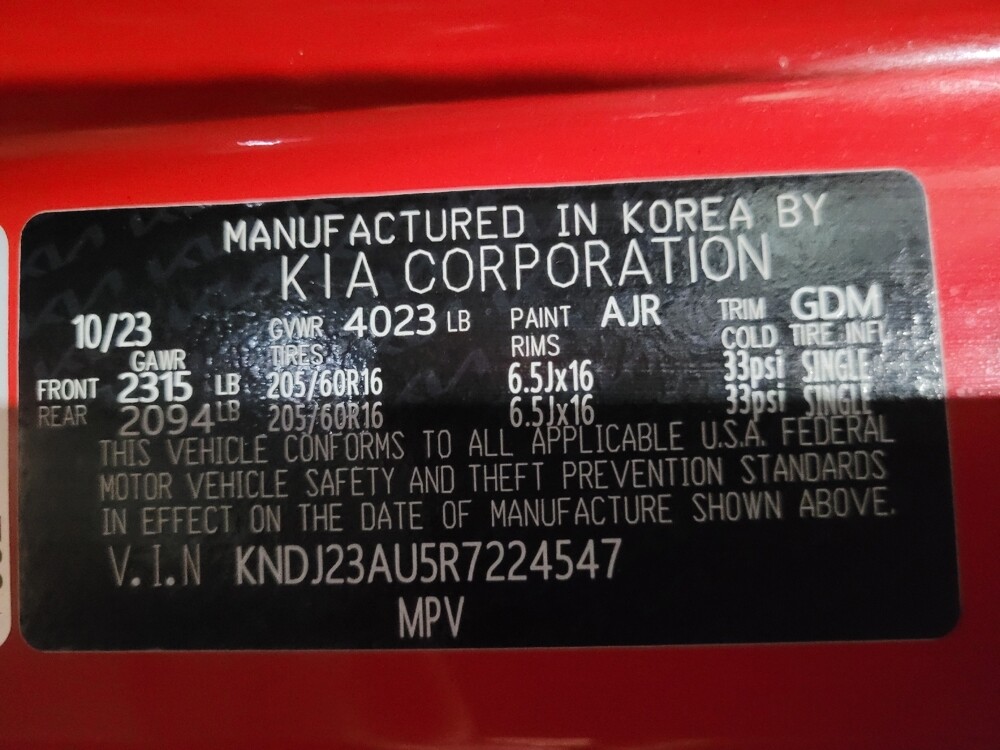 MANUFACTURED IN KOREA BY
KIA CORPORATION
10/23 GVWR 4023 LB PAINT AJR TRIM GDM
GAWR TIRES RIMS COLD TIRE INFL
FRONT 2315 LB 205/60R16 6.5Jx16 33psi SINGLE
REAR 2094 LB 205/60R16 6.5Jx16 33psi SINGLE
THIS VEHICLE CONFORMS TO ALL APPLICABLE U.S.A. FEDERAL
MOTOR VEHICLE SAFETY AND THEFT PREVENTION STANDARDS
IN EFFECT ON THE DATE OF MANUFACTURE SHOWN ABOVE.
V.I.N KNDJ23AU5R7224547
MPV